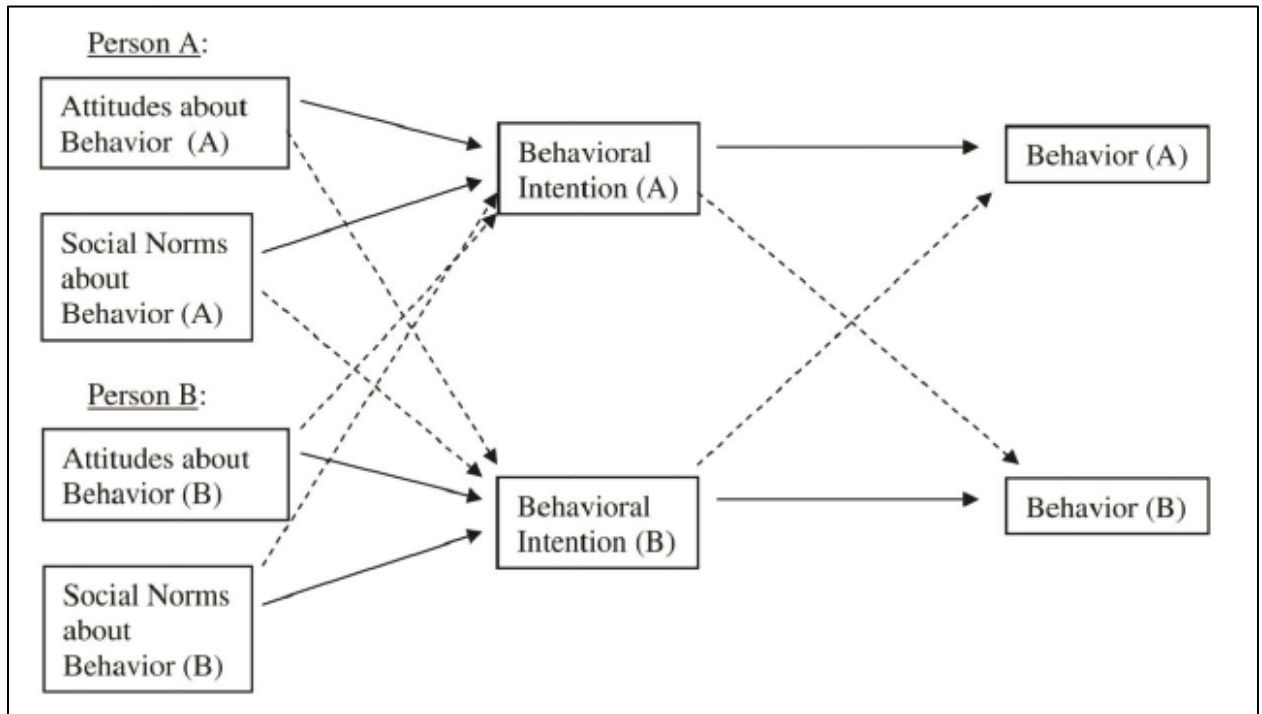 Person A:
Attitudes about
Behavior (A)
Social Norms
about
Behavior (A)
Person B:
Attitudes about
Behavior (B)
Social Norms
about
Behavior (B)
Behavioral
Intention (A)
Behavioral
Intention (B)
Behavior (A)
Behavior (B)